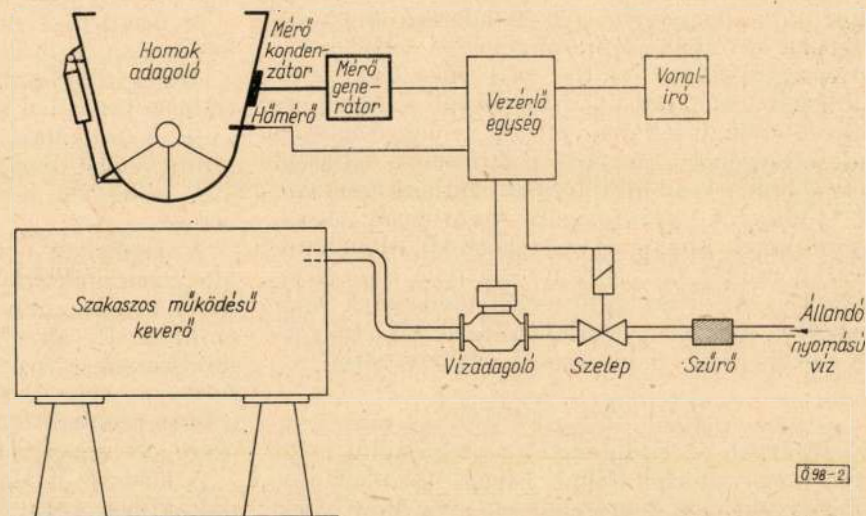 Homok
adagoló
Mérő
konden-
zátor
Hőmérő
Mérő
gene-
rátor
Vezérlő
egység
Vonal-
író
Szakaszos működésű
keverő
Vízadagoló
Szelep
Szűrő
Állandó
nyomású
víz
Ö98-2